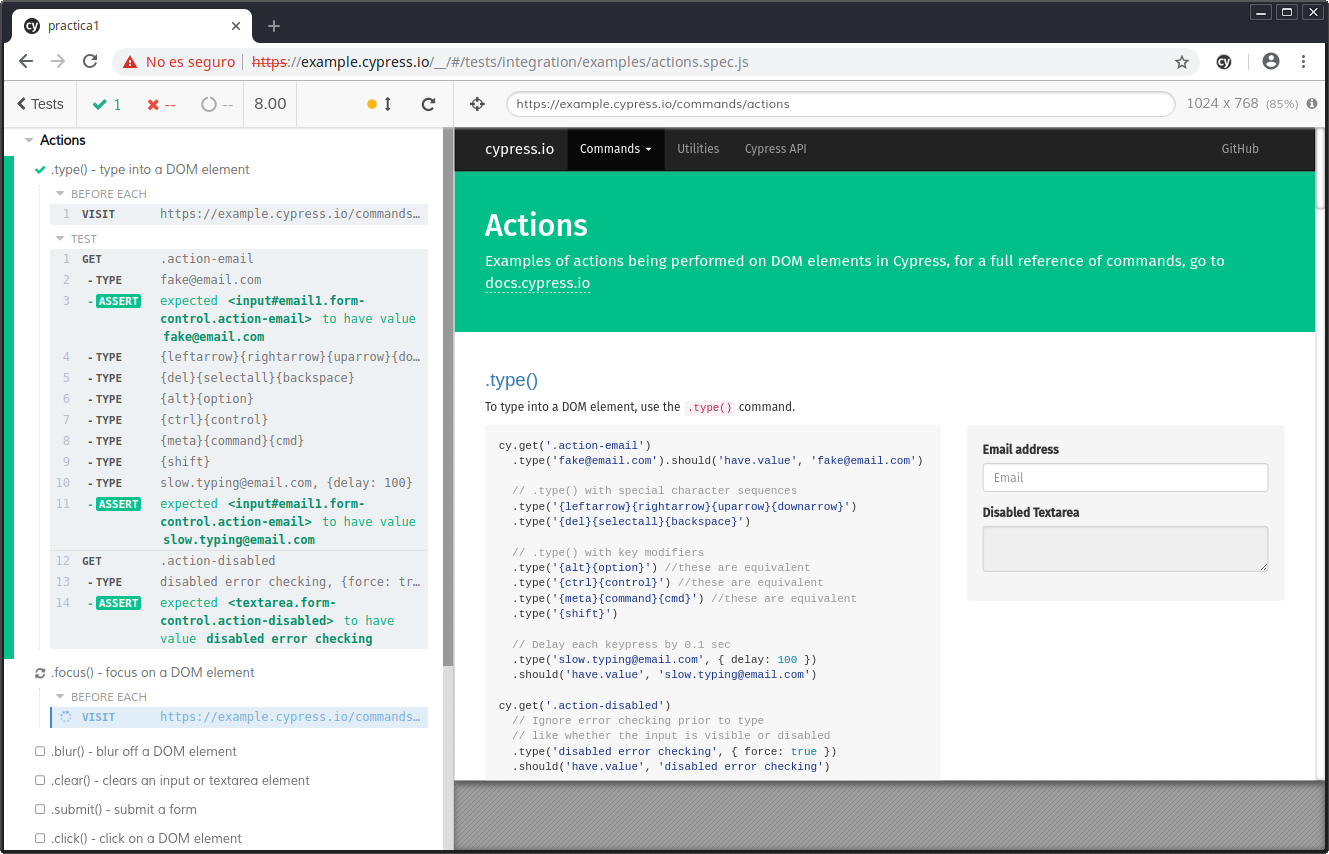 cy practica1
No es seguro https://example.cypress.io/__/#/tests/integration/examples/actions.spec.js
cy
Tests 1 -- -- 8.00
https://example.cypress.io/commands/actions 1024 x 768 (85%)
Actions
.type() - type into a DOM element
BEFORE EACH
1 VISIT https://example.cypress.io/commands…
TEST
1 GET .action-email
2 - TYPE fake@email.com
3 - ASSERT expected <input#email1.form-
control.action-email> to have value
fake@email.com
4 - TYPE {leftarrow}{rightarrow}{uparrow}{do…
5 - TYPE {del}{selectall}{backspace}
6 - TYPE {alt}{option}
7 - TYPE {ctrl}{control}
8 - TYPE {meta}{command}{cmd}
9 - TYPE {shift}
10 - TYPE slow.typing@email.com, {delay: 100}
11 - ASSERT expected <input#email1.form-
control.action-email> to have value
slow.typing@email.com
12 GET .action-disabled
13 - TYPE disabled error checking, {force: tr…
14 - ASSERT expected <textarea.form-
control.action-disabled> to have
value disabled error checking
.focus() - focus on a DOM element
BEFORE EACH
VISIT https://example.cypress.io/commands…
.blur() - blur off a DOM element
.clear() - clears an input or textarea element
.submit() - submit a form
.click() - click on a DOM element
cypress.io Commands Utilities Cypress API GitHub
Actions
Examples of actions being performed on DOM elements in Cypress, for a full reference of commands, go to
docs.cypress.io
.type()
To type into a DOM element, use the .type() command.
cy.get('.action-email')
.type('fake@email.com').should('have.value', 'fake@email.com')
// .type() with special character sequences
.type('{leftarrow}{rightarrow}{uparrow}{downarrow}')
.type('{del}{selectall}{backspace}')
// .type() with key modifiers
.type('{alt}{option}') //these are equivalent
.type('{ctrl}{control}') //these are equivalent
.type('{meta}{command}{cmd}') //these are equivalent
.type('{shift}')
// Delay each keypress by 0.1 sec
.type('slow.typing@email.com', { delay: 100 })
.should('have.value', 'slow.typing@email.com')
cy.get('.action-disabled')
// Ignore error checking prior to type
// like whether the input is visible or disabled
.type('disabled error checking', { force: true })
.should('have.value', 'disabled error checking')
Email address
Email
Disabled Textarea